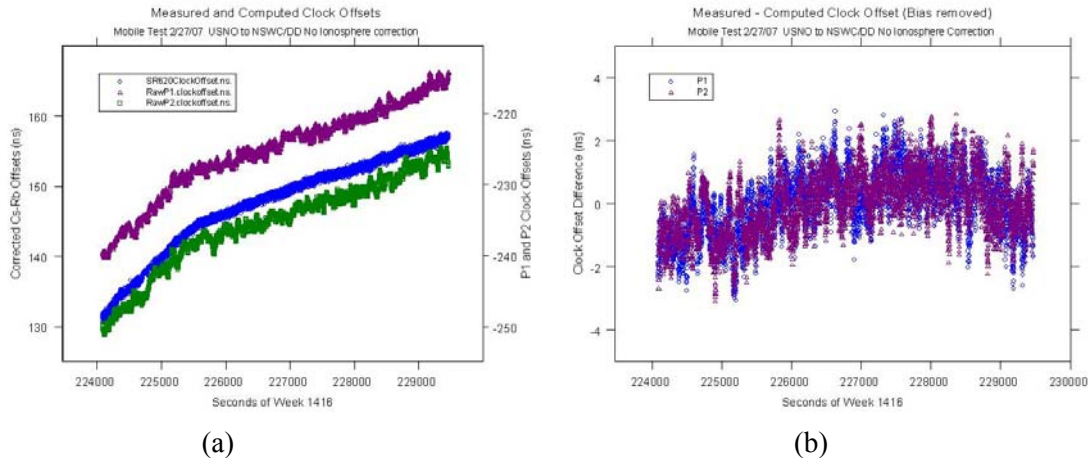 Measured and Computed Clock Offsets
Mobile Test 2/27/07 USNO to NSWC/DD No Ionosphere correction
SR620ClockOffset.ns.
RawP1.clockoffset.ns.
RawP2.clockoffset.ns.
160
150
140
130
Corrected Cs-Rb Offsets (ns)
-220
-230
-240
-250
P1 and P2 Clock Offsets (ns)
224000 225000 226000 227000 228000 229000
Seconds of Week 1416
(a)
Measured - Computed Clock Offset (Bias removed)
Mobile Test 2/27/07 USNO to NSWC/DD No Ionosphere Correction
P1
P2
4
2
0
-2
-4
Clock Offset Difference (ns)
224000 225000 226000 227000 228000 229000 230000
Seconds of Week 1416
(b)